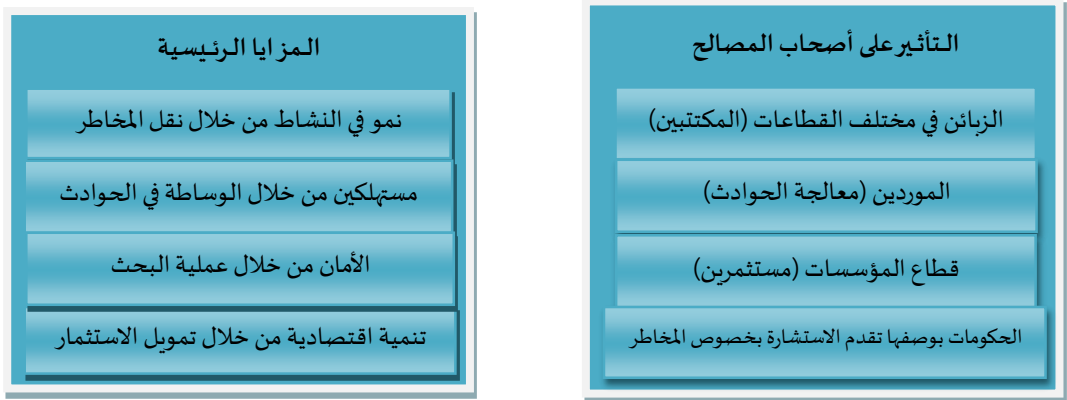 التأثير على أصحاب المصالح
الزبائن في مختلف القطاعات (المكتتبين)
الموردين (معالجة الحوادث)
قطاع المؤسسات (مستثمرين)
الحكومات بوصفها تقدم الاستشارة بخصوص المخاطر
المزايا الرئيسية
نمو في النشاط من خلال نقل المخاطر
مستهلكين من خلال الوساطة في الحوادث
الأمان من خلال عملية البحث
تنمية اقتصادية من خلال تمويل الاستثمار